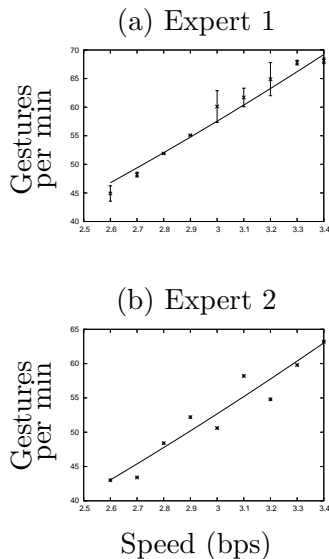 (a) Expert 1
Gestures
per min
70
65
60
55
50
45
40
2.5 2.6 2.7 2.8 2.9 3 3.1 3.2 3.3 3.4
(b) Expert 2
Gestures
per min
65
60
55
50
45
40
2.5 2.6 2.7 2.8 2.9 3 3.1 3.2 3.3 3.4
Speed (bps)